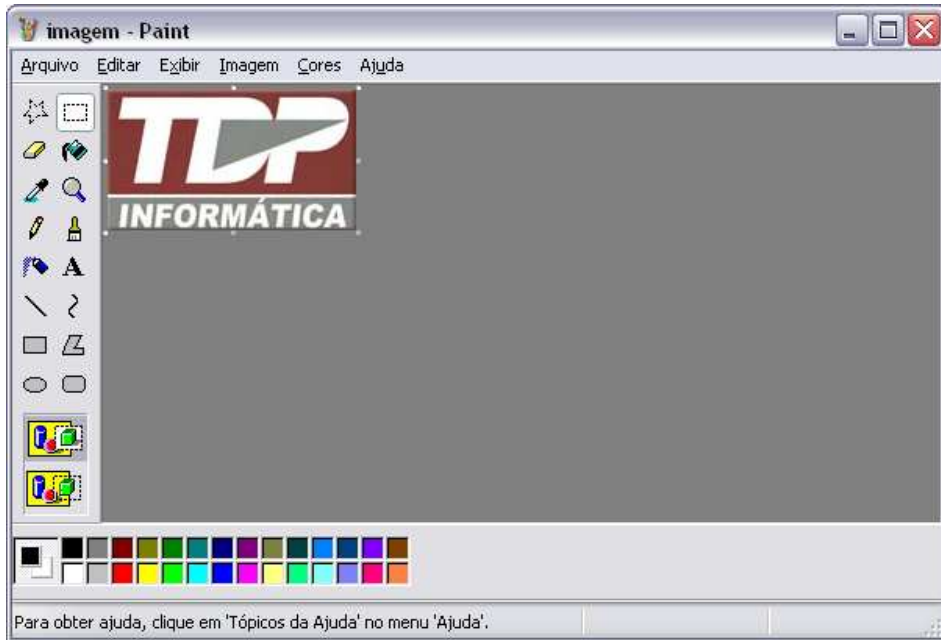 imagem - Paint
Arquivo Editar Exibir Imagem Cores Ajuda
A
TDP
INFORMÁTICA
Para obter ajuda, clique em 'Tópicos da Ajuda' no menu 'Ajuda'.